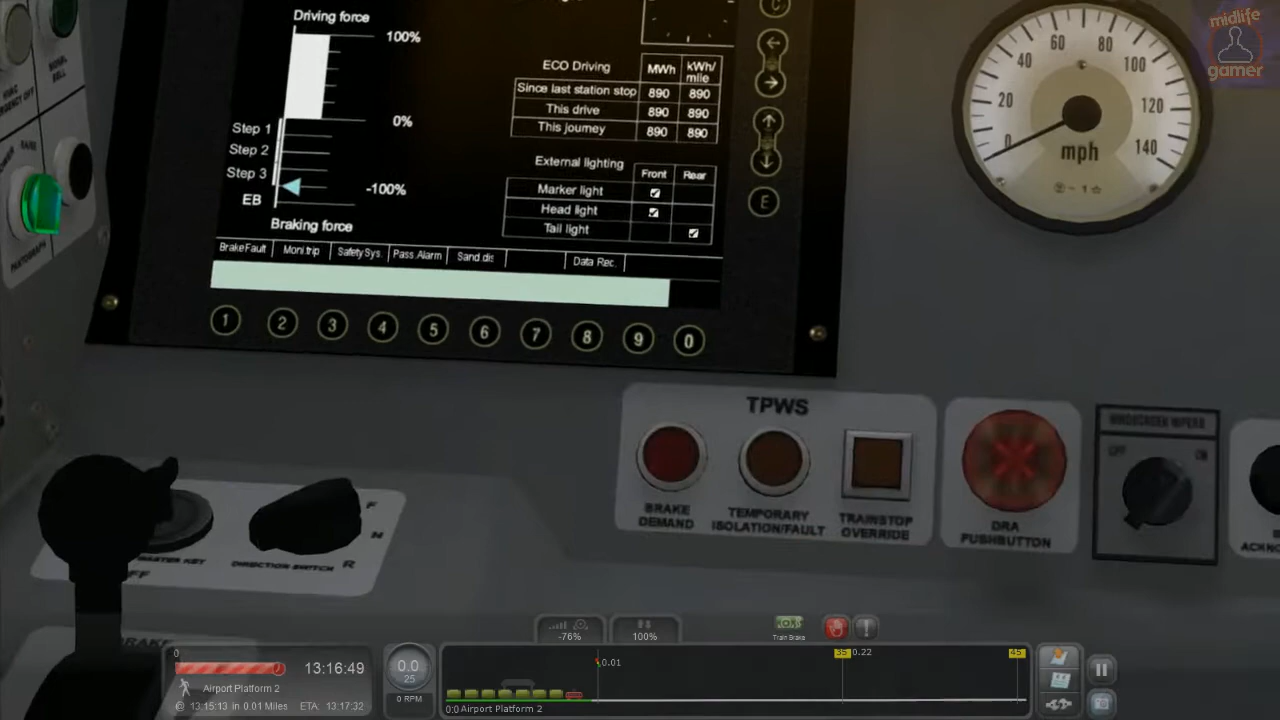 midlife
gamer
Driving force
100%
0%
Step 1
Step 2
Step 3
-100%
EB
Braking force
ECO Driving
MWh
kWh/
mile
Since last station stop
890
890
This drive
890
890
This journey
890
890
External lighting
Front
Rear
Marker light
Head light
Tail light
Brake Fault
Moni.trip
Safety Sys.
Pass.Alarm
Sand.dis
Data Rec.
C
E
1 2 3 4 5 6 7 8 9 0
0 20 40 60 80 100 120 140
mph
SIGNAL
BELL
TPWS
BRAKE
DEMAND
TEMPORARY
ISOLATION/FAULT
TRAINSTOP
OVERRIDE
DRA
PUSHBUTTON
WINDSCREEN WIPERS
OFF
ON
PANTOGRAPH
MASTER KEY
OFF
DIRECTION SWITCH
F
N
R
BRAKE
-76%
100%
Train Brake
0
13:16:49
Airport Platform 2
13:15:13 in 0.01 Miles
ETA: 13:17:32
0.0
25
0 RPM
0.01
35
0.22
45
0:0 Airport Platform 2